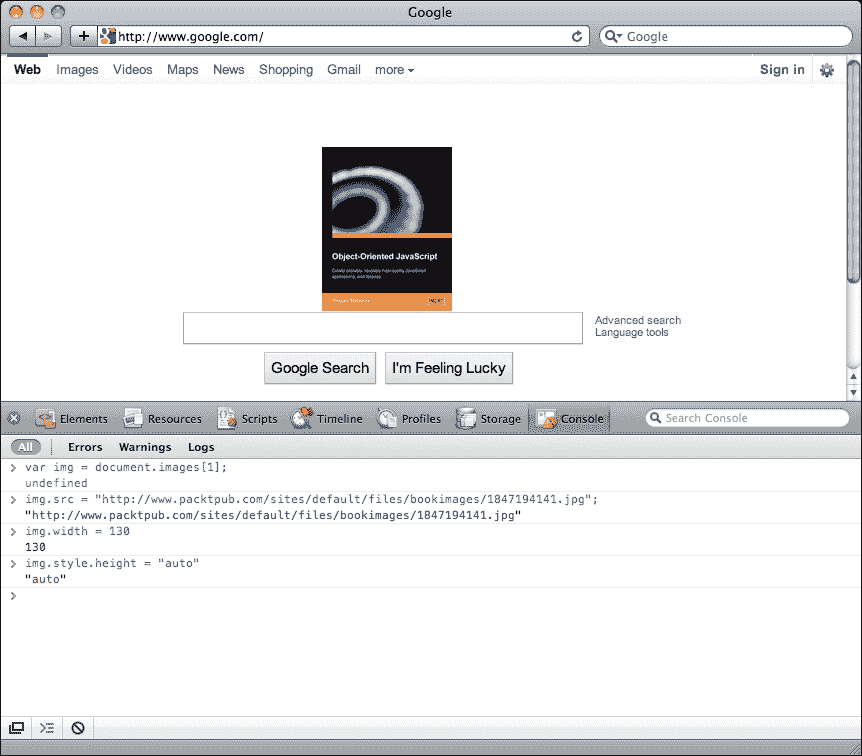 Google
http://www.google.com/
Google
Web Images Videos Maps News Shopping Gmail more Sign in
Object-Oriented JavaScript
Advanced search
Language tools
Google Search I'm Feeling Lucky
Elements Resources Scripts Timeline Profiles Storage Console Search Console
All Errors Warnings Logs
> var img = document.images[1];
undefined
> img.src = "http://www.packtpub.com/sites/default/files/bookimages/1847194141.jpg";
"http://www.packtpub.com/sites/default/files/bookimages/1847194141.jpg"
> img.width = 130
130
> img.style.height = "auto"
"auto"
>